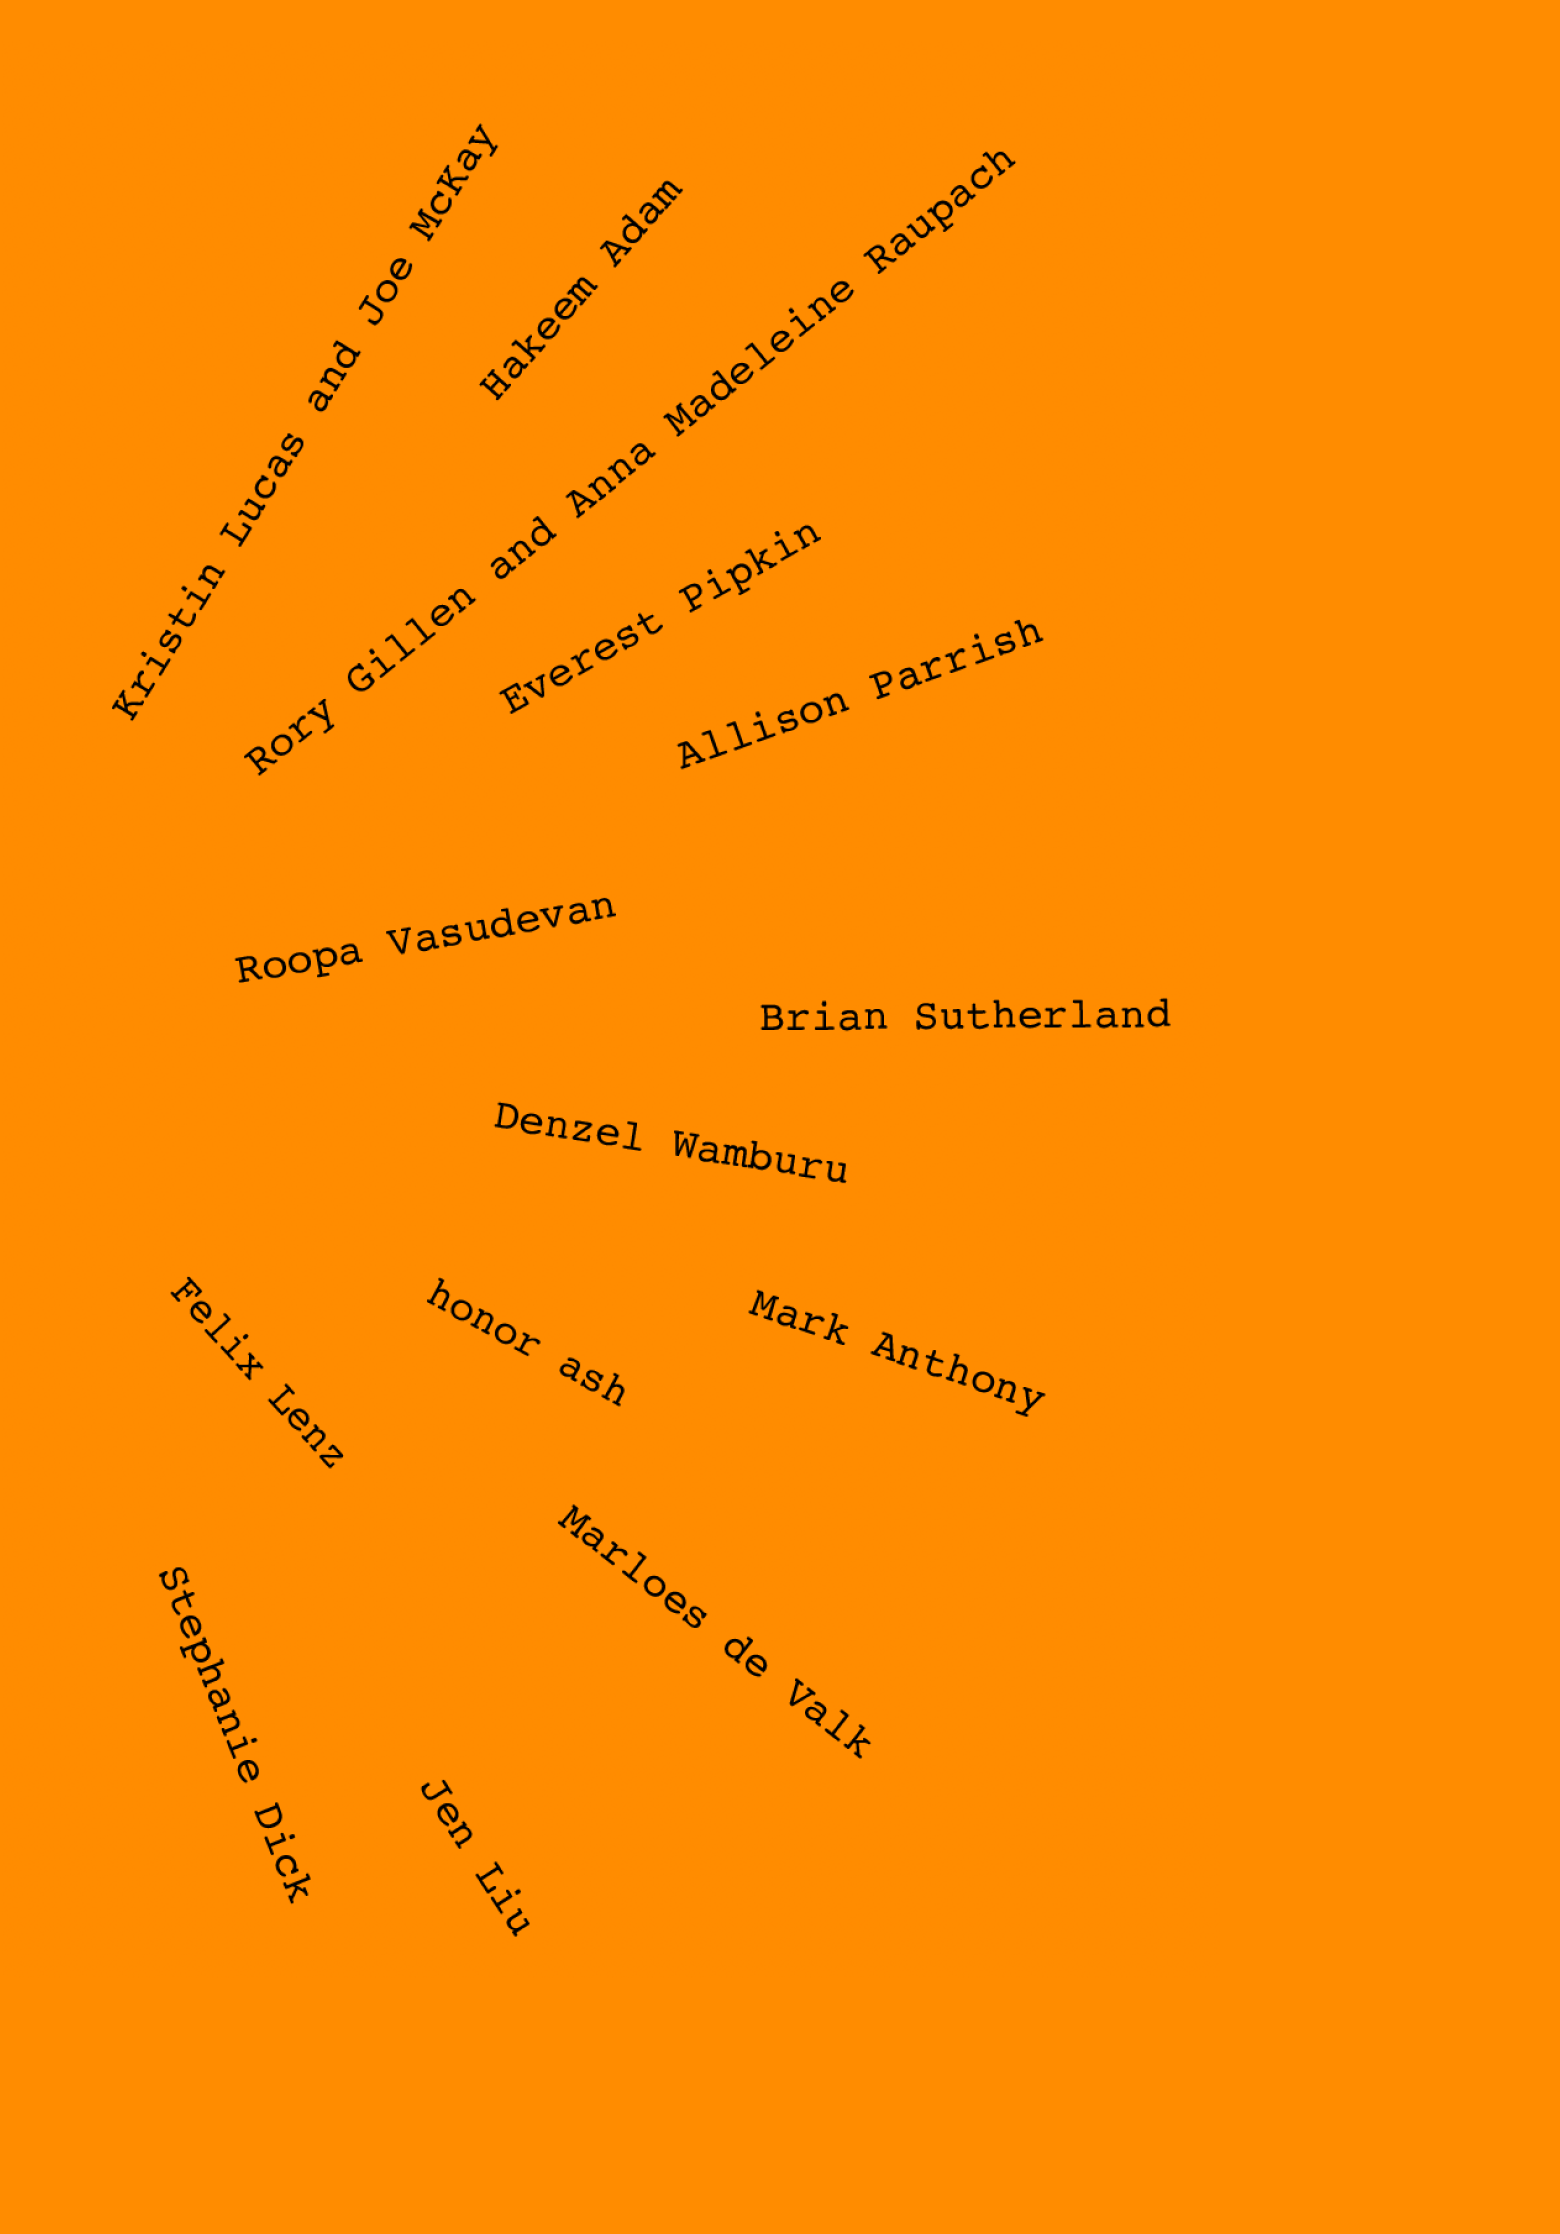 Kristin Lucas and Joe McKay
Hakeem Adam
Rory Gillen and Anna Madeleine Raupach
Everest Pipkin
Allison Parrish
Roopa Vasudevan
Brian Sutherland
Denzel Wamburu
Felix Lenz
honor ash
Mark Anthony
Marloes de Valk
Stephanie Dick
Jen Liu